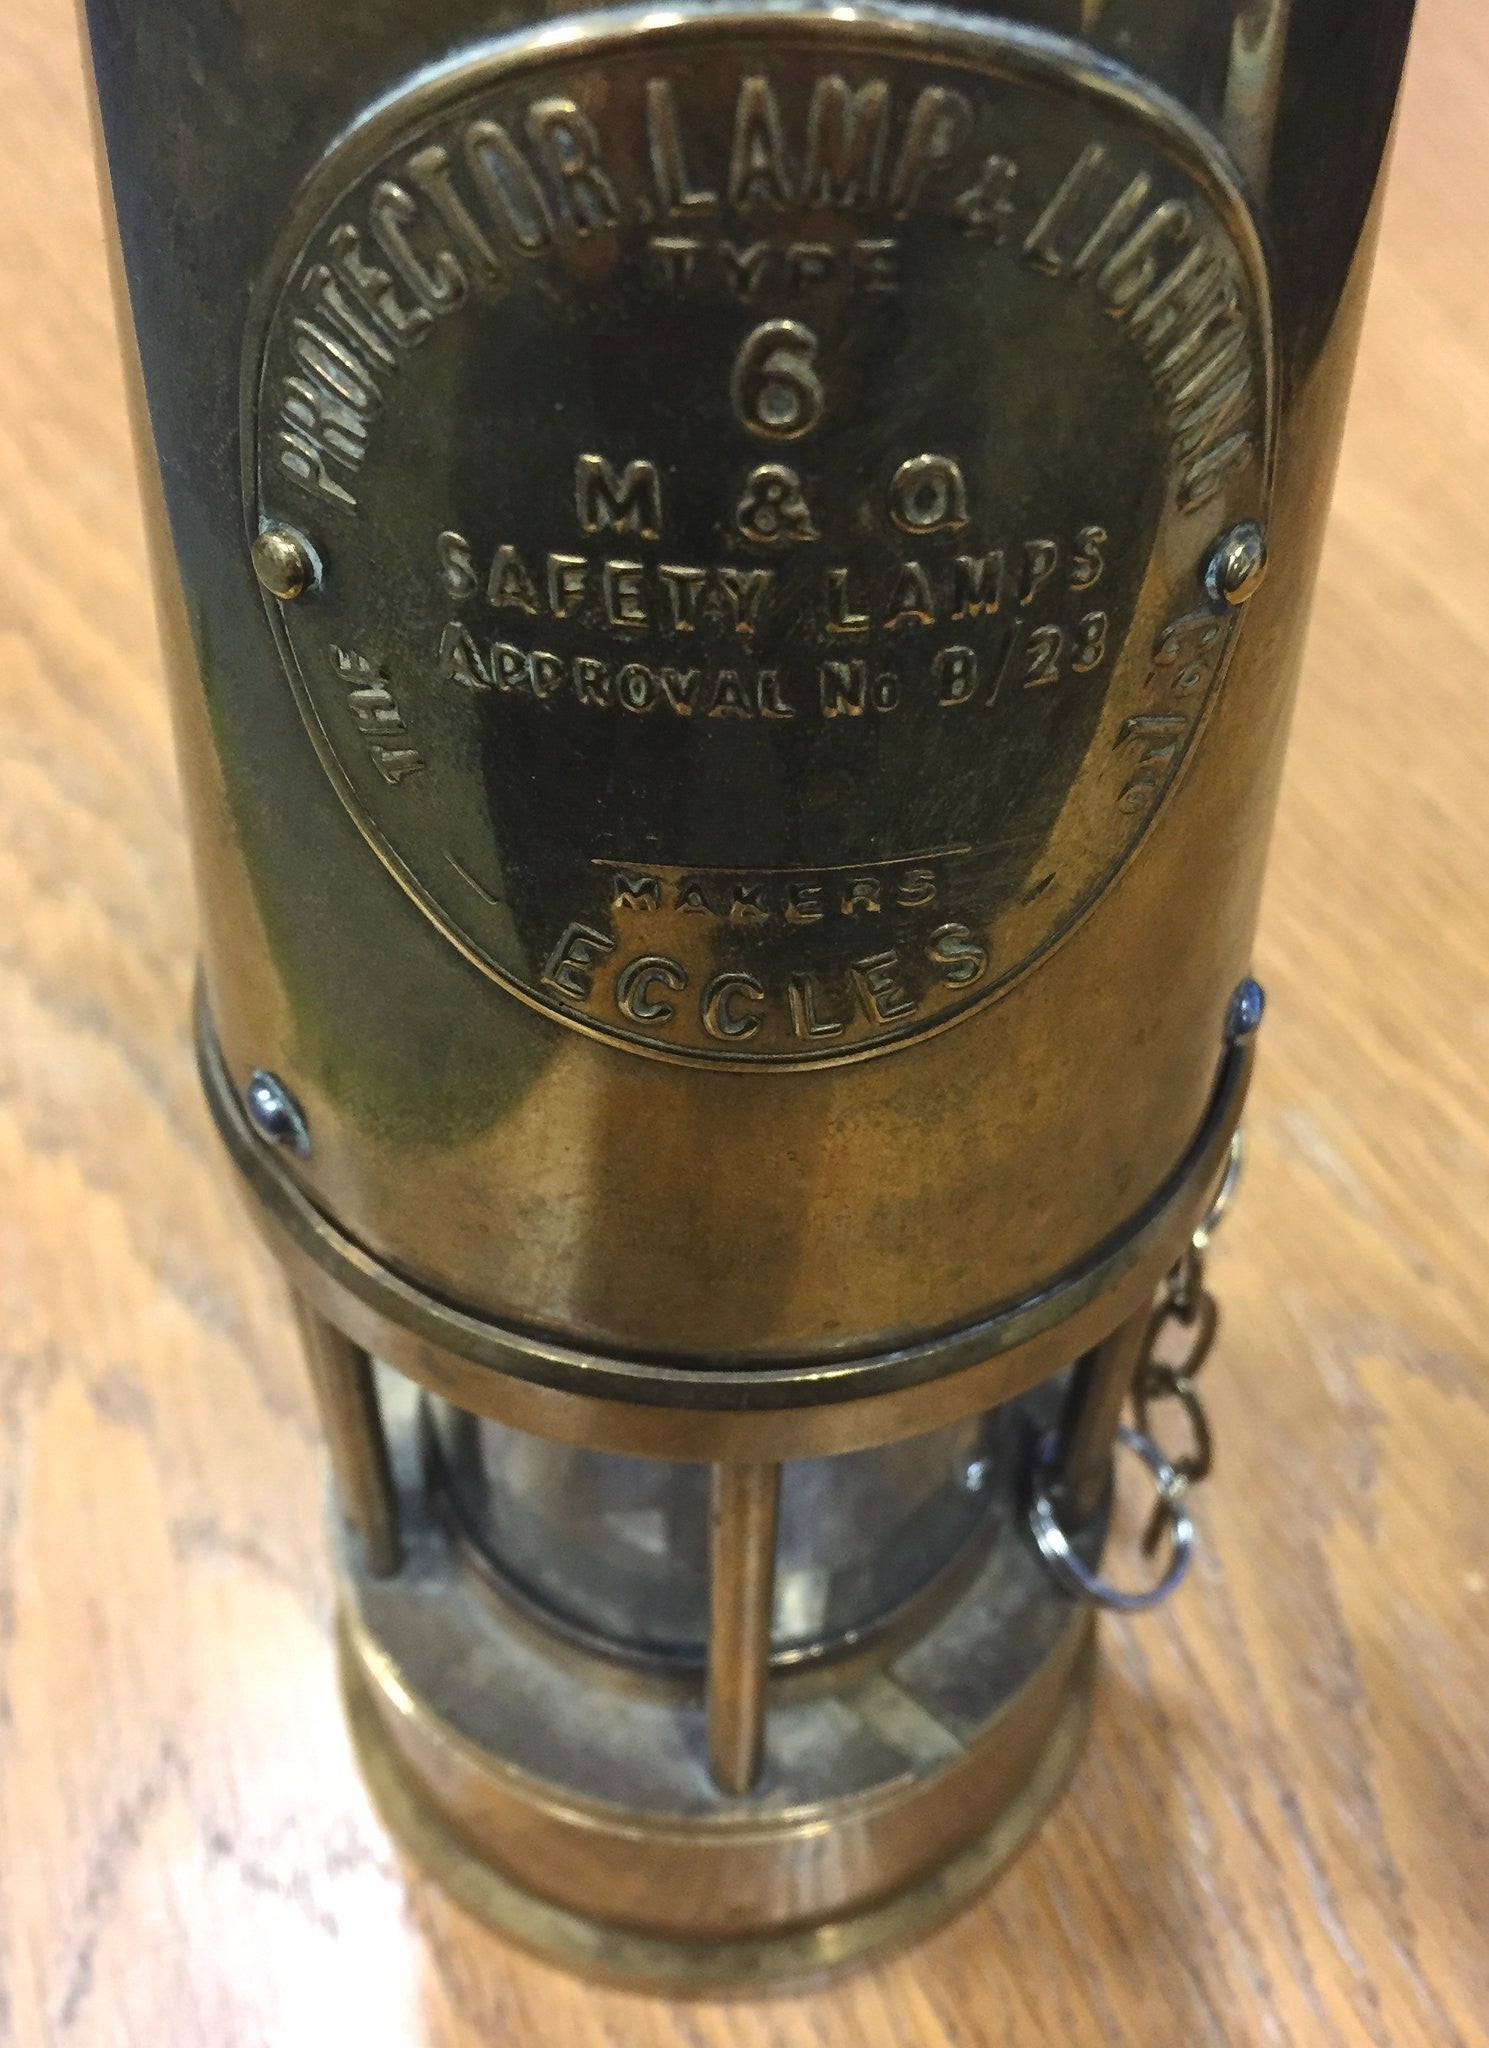 THE PROTECTOR LAMP & LIGHTING Co LTD
TYPE
6
M & Q
SAFETY LAMPS
APPROVAL No B/28
MAKERS
ECCLES